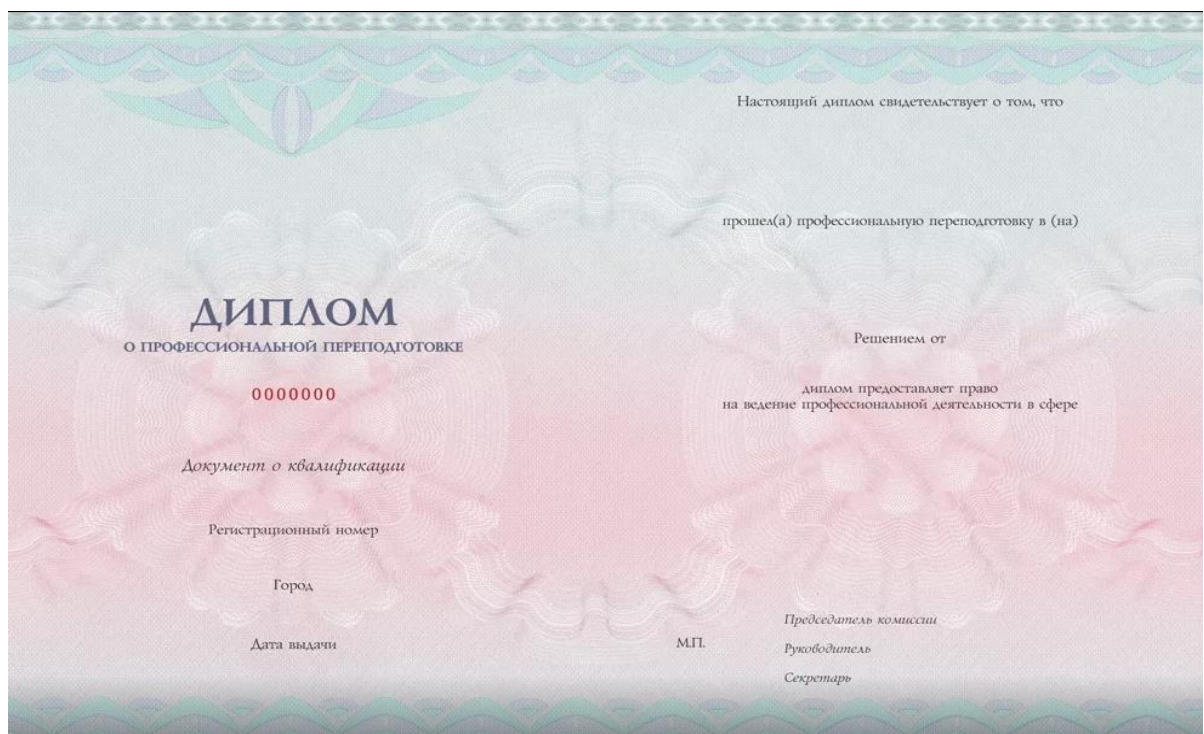 ДИПЛОМ
О ПРОФЕССИОНАЛЬНОЙ ПЕРЕПОДГОТОВКЕ
0000000
Документ о квалификации
Регистрационный номер
Город
Дата выдачи
Настоящий диплом свидетельствует о том, что
прошел(а) профессиональную переподготовку в (на)
Решением от
диплом предоставляет право
на ведение профессиональной деятельности в сфере
М.П.
Председатель комиссии
Руководитель
Секретарь